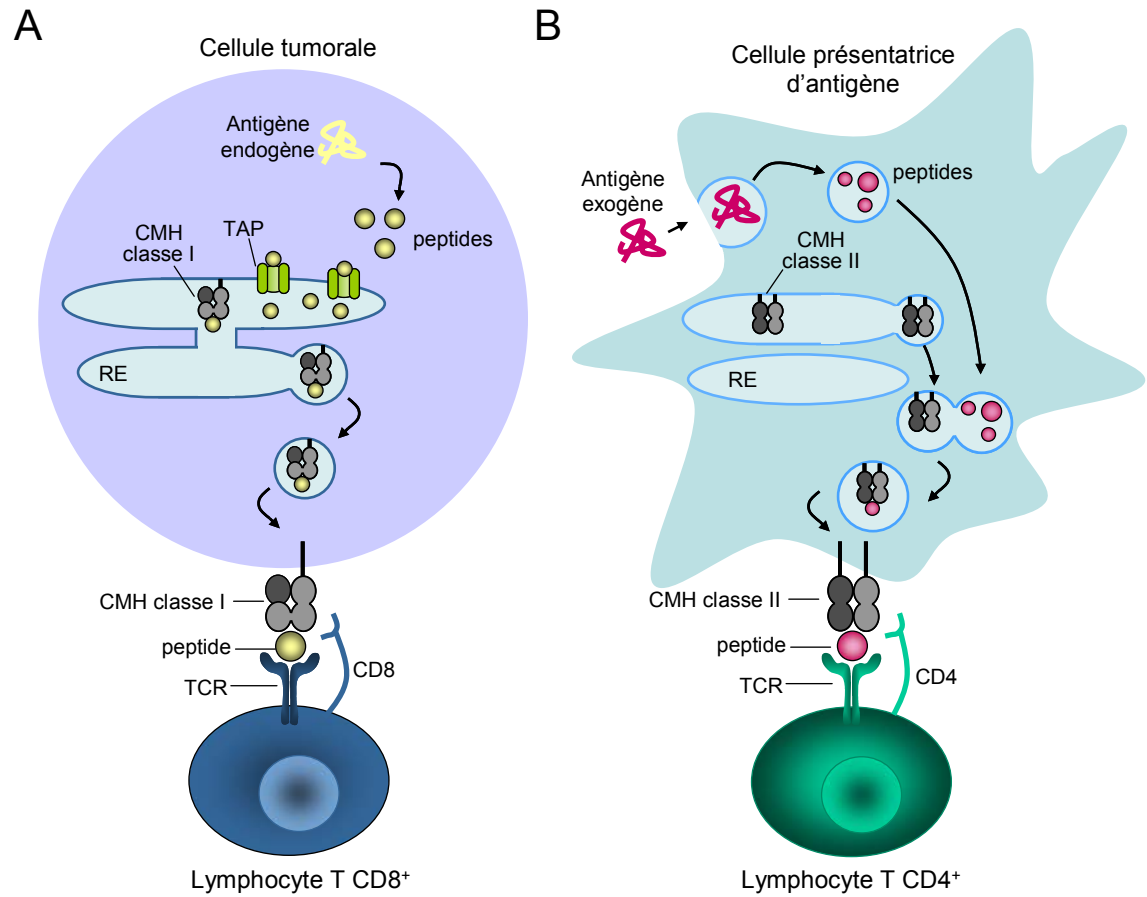 A
Cellule tumorale
Antigène
endogène
CMH
classe I
TAP
peptides
RE
CMH classe I
peptide
TCR
CD8
Lymphocyte T CD8+
B
Cellule présentatrice
d'antigène
Antigène
exogène
peptides
CMH
classe II
RE
CMH classe II
peptide
TCR
CD4
Lymphocyte T CD4+